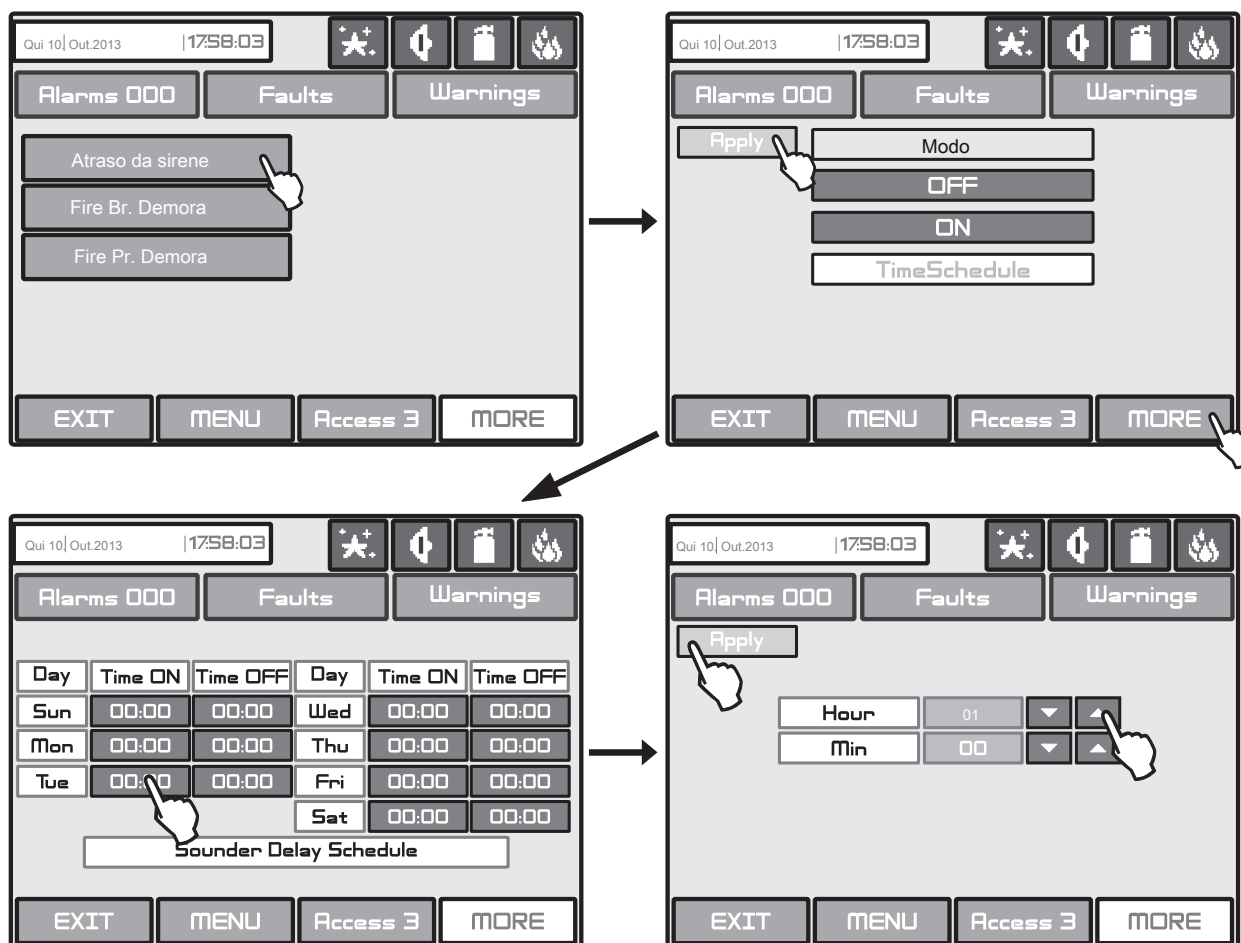 Qui 10 Out.2013 |17:58:03
Alarms 000 Faults Warnings
Atraso da sirene
Fire Br. Demora
Fire Pr. Demora
EXIT MENU Access 3 MORE
Qui 10 Out.2013 |17:58:03
Alarms 000 Faults Warnings
Apply Modo
OFF
ON
TimeSchedule
EXIT MENU Access 3 MORE
Qui 10 Out.2013 |17:58:03
Alarms 000 Faults Warnings
Day Time ON Time OFF Day Time ON Time OFF
Sun 00:00 00:00 Wed 00:00 00:00
Mon 00:00 00:00 Thu 00:00 00:00
Tue 00:00 00:00 Fri 00:00 00:00
Sat 00:00 00:00
Sounder Delay Schedule
EXIT MENU Access 3 MORE
Qui 10 Out.2013 |17:58:03
Alarms 000 Faults Warnings
Apply
Hour 01
Min 00
EXIT MENU Access 3 MORE